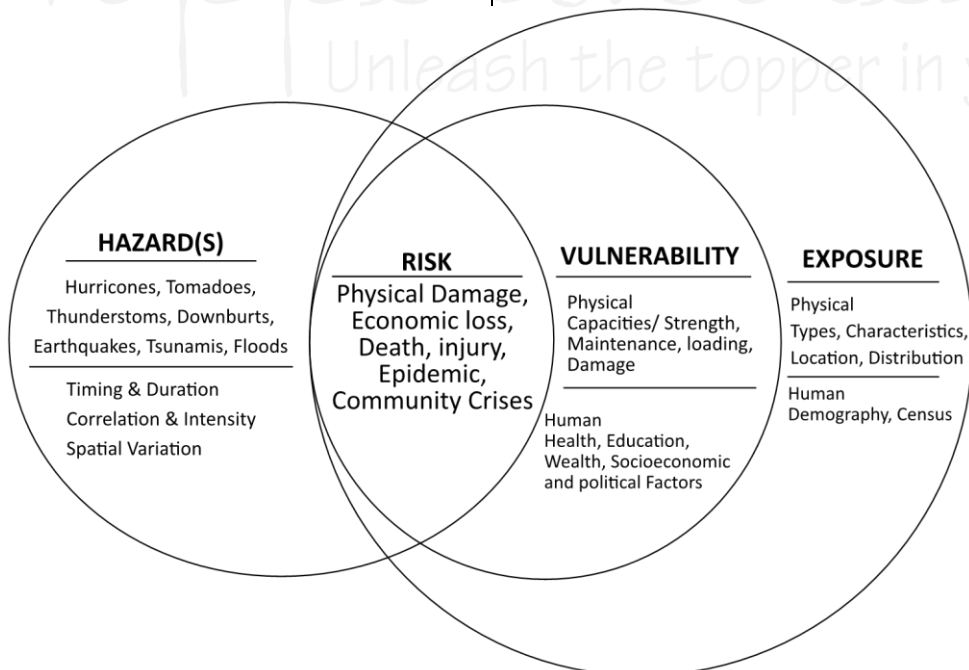 Unleash the topper in y
HAZARD(S)
Hurricones, Tomadoes,
Thunderstoms, Downburts,
Earthquakes, Tsunamis, Floods
Timing & Duration
Correlation & Intensity
Spatial Variation
RISK
Physical Damage,
Economic loss,
Death, injury,
Epidemic,
Community Crises
VULNERABILITY
Physical
Capacities/ Strength,
Maintenance, loading,
Damage
Human
Health, Education,
Wealth, Socioeconomic
and political Factors
EXPOSURE
Physical
Types, Characteristics,
Location, Distribution
Human
Demography, Census